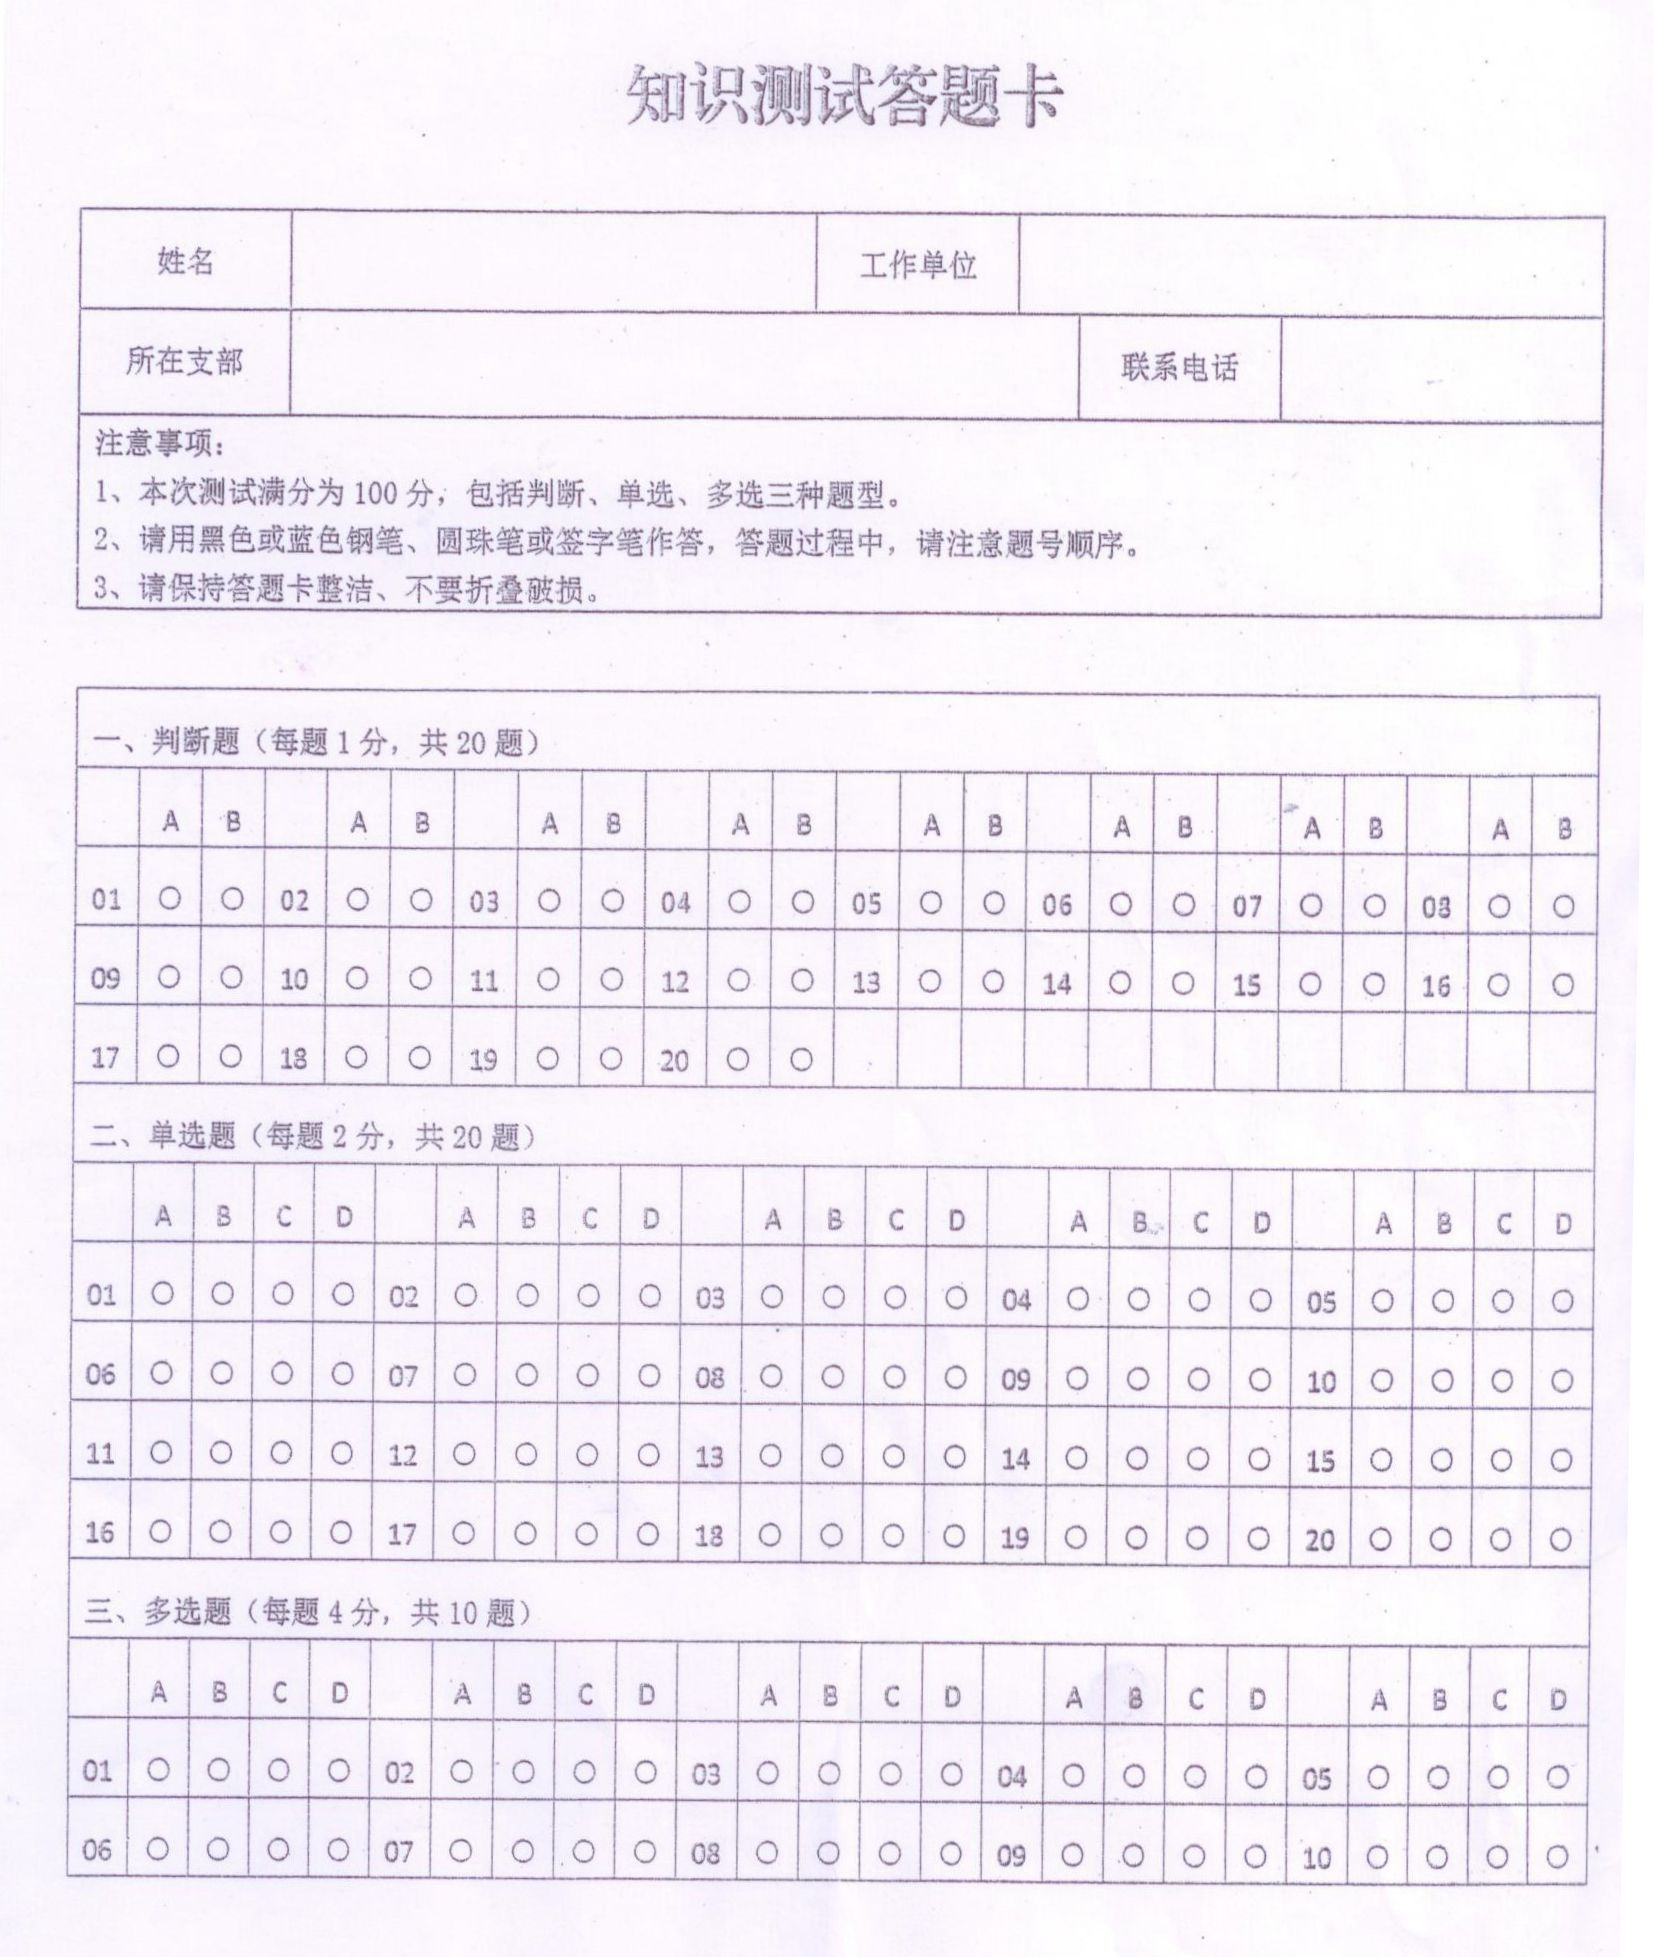 知识测试答题卡
姓名 工作单位
所在支部 联系电话
注意事项:
1、本次测试满分为 100 分，包括判断、单选、多选三种题型。
2、请用黑色或蓝色钢笔、圆珠笔或签字笔作答，答题过程中，请注意题号顺序。
3、请保持答题卡整洁、不要折叠破损。
一、判断题（每题 1 分，共 20 题）
A B A B A B A B A B A B A B A B
01 ○ ○ 02 ○ ○ 03 ○ ○ 04 ○ ○ 05 ○ ○ 06 ○ ○ 07 ○ ○ 08 ○ ○
09 ○ ○ 10 ○ ○ 11 ○ ○ 12 ○ ○ 13 ○ ○ 14 ○ ○ 15 ○ ○ 16 ○ ○
17 ○ ○ 18 ○ ○ 19 ○ ○ 20 ○ ○
二、单选题（每题 2 分，共 20 题）
A B C D A B C D A B C D A B C D A B C D
01 ○ ○ ○ ○ 02 ○ ○ ○ ○ 03 ○ ○ ○ ○ 04 ○ ○ ○ ○ 05 ○ ○ ○ ○
06 ○ ○ ○ ○ 07 ○ ○ ○ ○ 08 ○ ○ ○ ○ 09 ○ ○ ○ ○ 10 ○ ○ ○ ○
11 ○ ○ ○ ○ 12 ○ ○ ○ ○ 13 ○ ○ ○ ○ 14 ○ ○ ○ ○ 15 ○ ○ ○ ○
16 ○ ○ ○ ○ 17 ○ ○ ○ ○ 18 ○ ○ ○ ○ 19 ○ ○ ○ ○ 20 ○ ○ ○ ○
三、多选题（每题 4 分，共 10 题）
A B C D A B C D A B C D A B C D A B C D
01 ○ ○ ○ ○ 02 ○ ○ ○ ○ 03 ○ ○ ○ ○ 04 ○ ○ ○ ○ 05 ○ ○ ○ ○
06 ○ ○ ○ ○ 07 ○ ○ ○ ○ 08 ○ ○ ○ ○ 09 ○ ○ ○ ○ 10 ○ ○ ○ ○